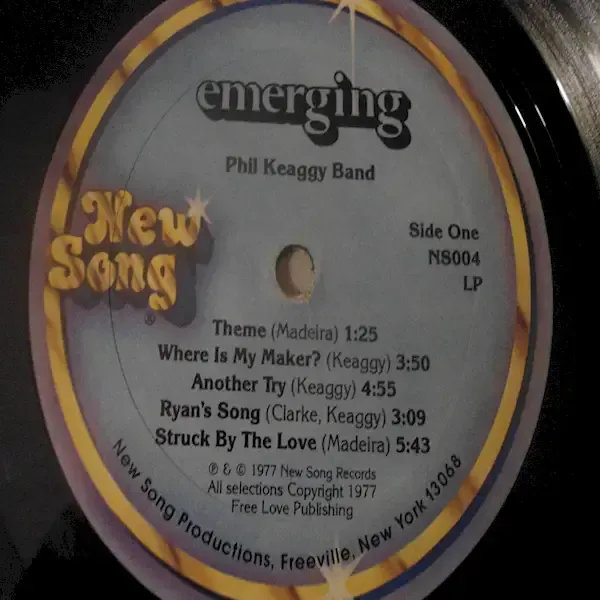 emerging
Phil Keaggy Band
New
Song
®
Side One
NS004
LP
Theme (Madeira) 1:25
Where Is My Maker? (Keaggy) 3:50
Another Try (Keaggy) 4:55
Ryan's Song (Clarke, Keaggy) 3:09
Struck By The Love (Madeira) 5:43
℗ & © 1977 New Song Records
All selections Copyright 1977
Free Love Publishing
New Song Productions, Freeville, New York 13068